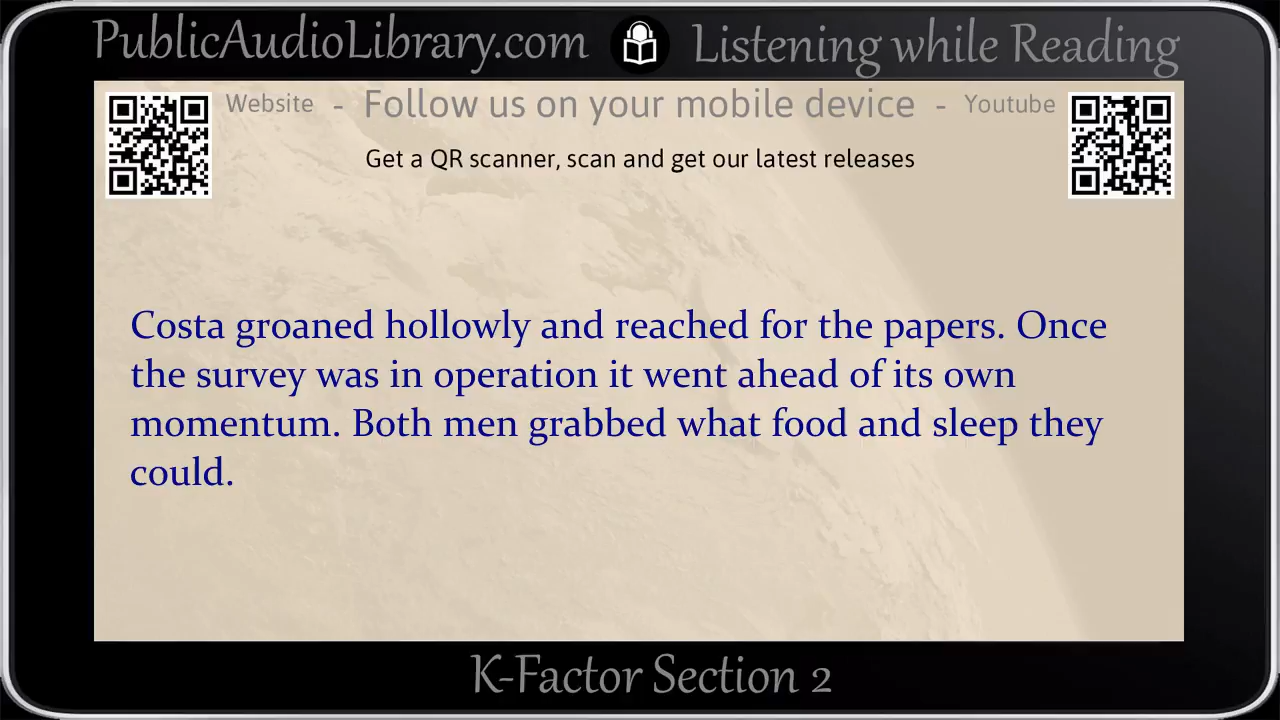 PublicAudioLibrary.com Listening while Reading
Website - Follow us on your mobile device - Youtube
Get a QR scanner, scan and get our latest releases
Costa groaned hollowly and reached for the papers. Once
the survey was in operation it went ahead of its own
momentum. Both men grabbed what food and sleep they
could.
K-Factor Section 2